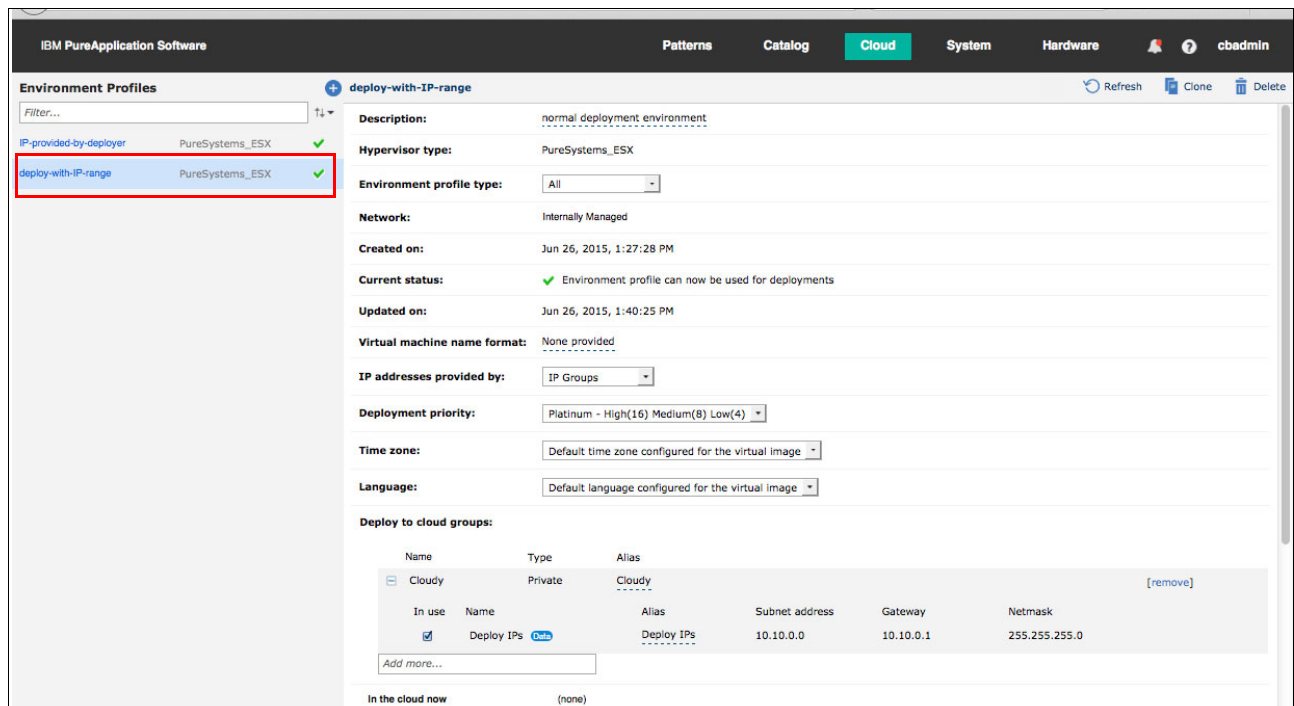 IBM PureApplication Software
Patterns
Catalog
Cloud
System
Hardware
cbadmin
Environment Profiles
Filter...
IP-provided-by-deployer PureSystems_ESX
deploy-with-IP-range PureSystems_ESX
deploy-with-IP-range
Refresh
Clone
Delete
Description: normal deployment environment
Hypervisor type: PureSystems_ESX
Environment profile type: All
Network: Internally Managed
Created on: Jun 26, 2015, 1:27:28 PM
Current status: Environment profile can now be used for deployments
Updated on: Jun 26, 2015, 1:40:25 PM
Virtual machine name format: None provided
IP addresses provided by: IP Groups
Deployment priority: Platinum - High(16) Medium(8) Low(4)
Time zone: Default time zone configured for the virtual image
Language: Default language configured for the virtual image
Deploy to cloud groups:
Name Type Alias
Cloudy Private Cloudy [remove]
In use Name Alias Subnet address Gateway Netmask
Deploy IPs Data Deploy IPs 10.10.0.0 10.10.0.1 255.255.255.0
Add more...
In the cloud now (none)